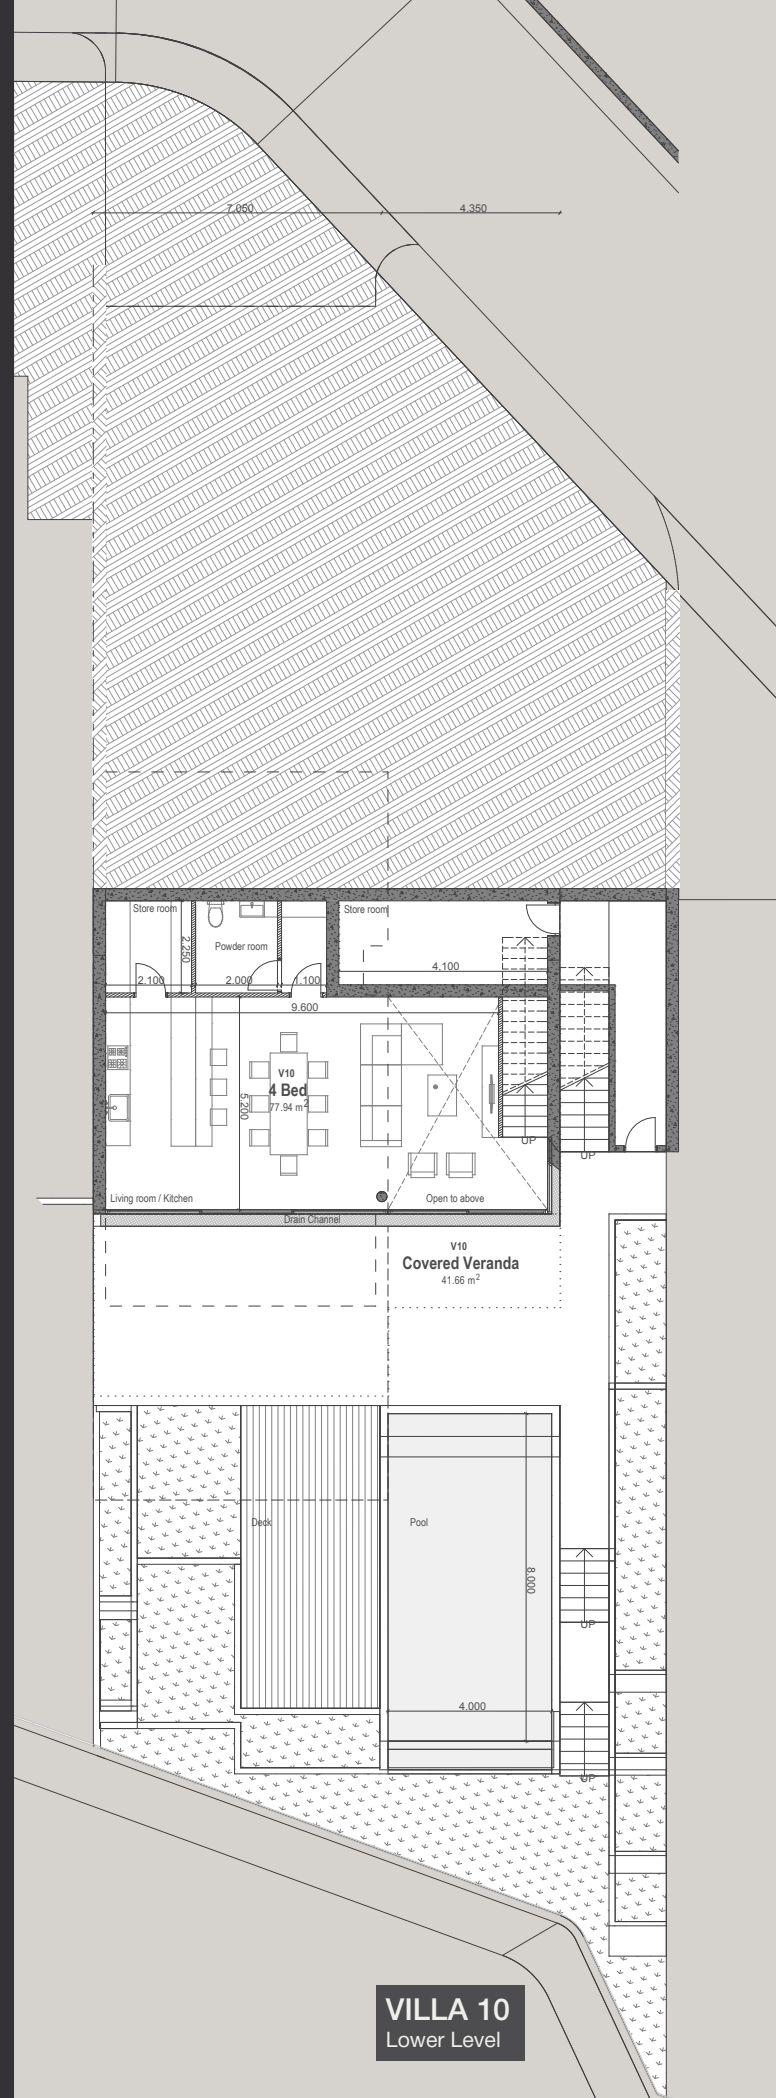 7.050
4.350
Store room
Store room
Powder room
2.250
4.100
2.100
2.000
1.100
9.600
V10
4 Bed
77.94 m²
5.200
UP
UP
Living room / Kitchen
Open to above
Drain Channel
V10
Covered Veranda
41.66 m²
Deck
Pool
8.000
UP
4.000
UP
VILLA 10
Lower Level